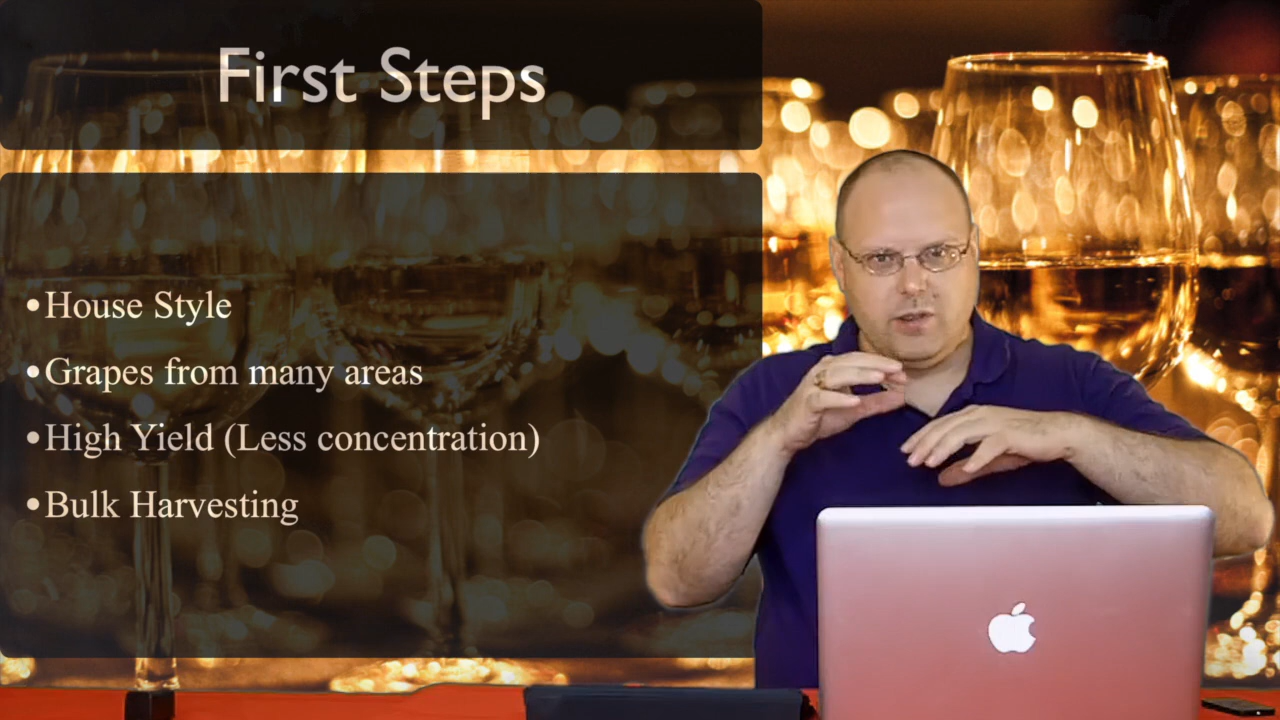 First Steps
•House Style
•Grapes from many areas
•High Yield (Less concentration)
•Bulk Harvesting